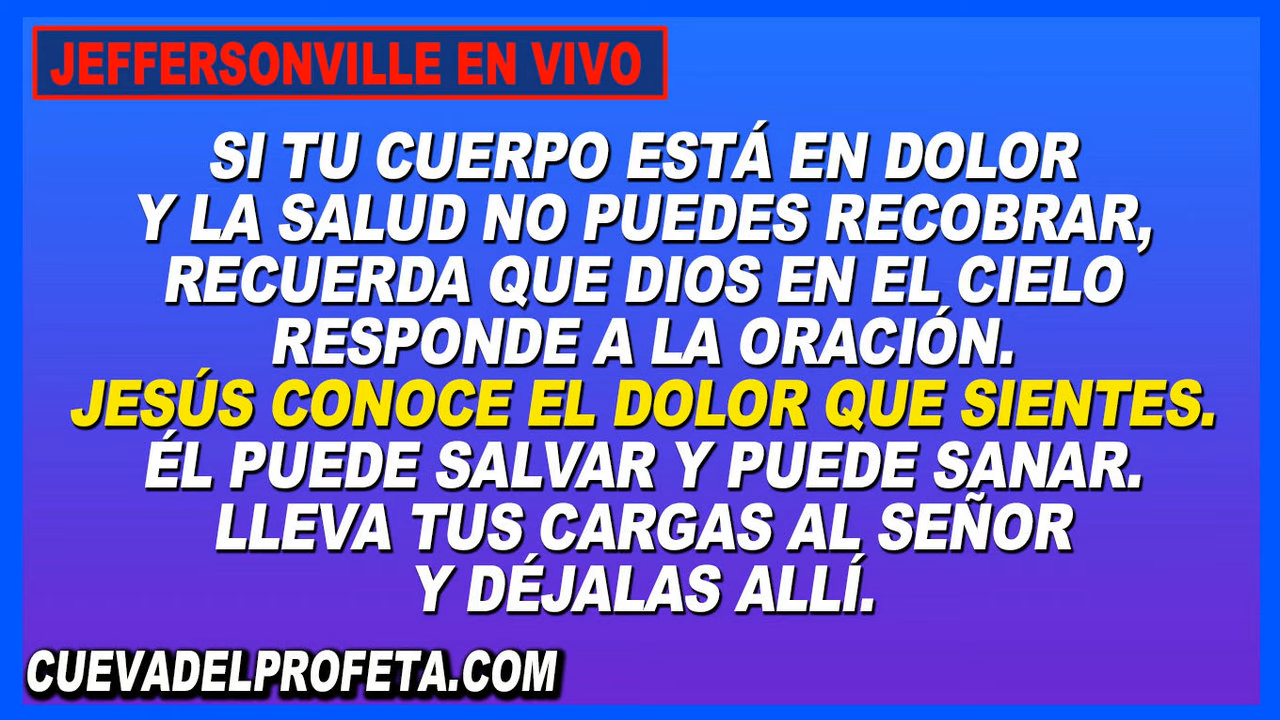 JEFFERSONVILLE EN VIVO
SI TU CUERPO ESTÁ EN DOLOR
Y LA SALUD NO PUEDES RECOBRAR,
RECUERDA QUE DIOS EN EL CIELO
RESPONDE A LA ORACIÓN.
JESÚS CONOCE EL DOLOR QUE SIENTES.
ÉL PUEDE SALVAR Y PUEDE SANAR.
LLEVA TUS CARGAS AL SEÑOR
Y DÉJALAS ALLÍ.
CUEVADELPROFETA.COM